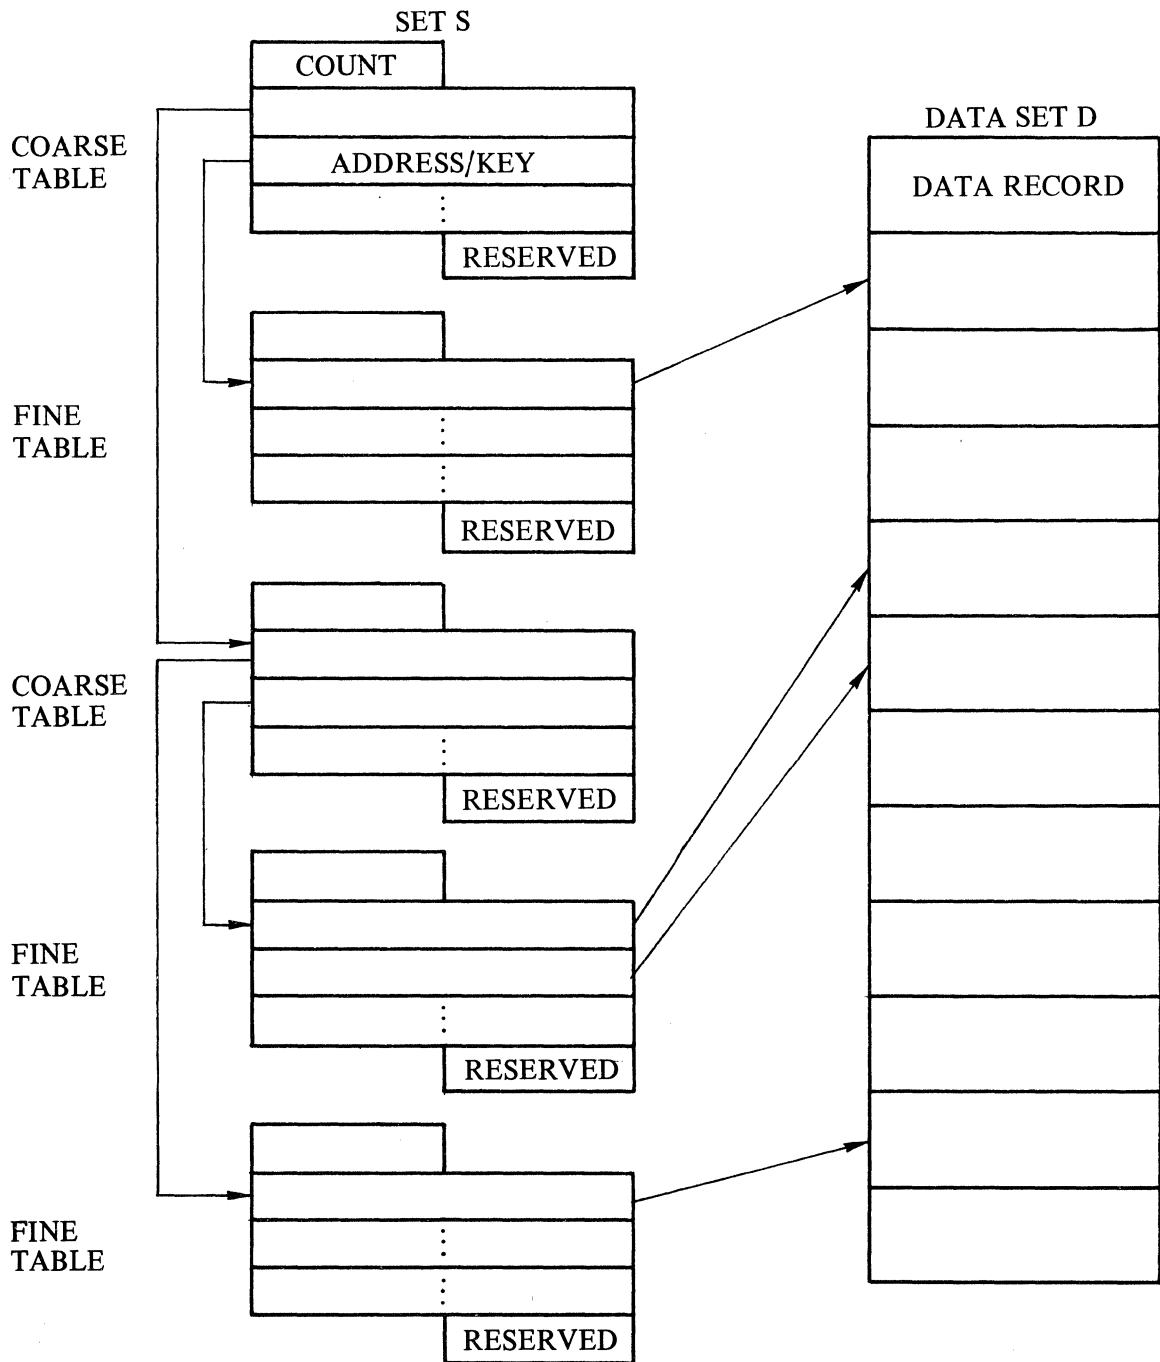 SET S
COUNT
DATA SET D
COARSE
TABLE
ADDRESS/KEY
DATA RECORD
RESERVED
FINE
TABLE
RESERVED
COARSE
TABLE
RESERVED
FINE
TABLE
RESERVED
FINE
TABLE
RESERVED